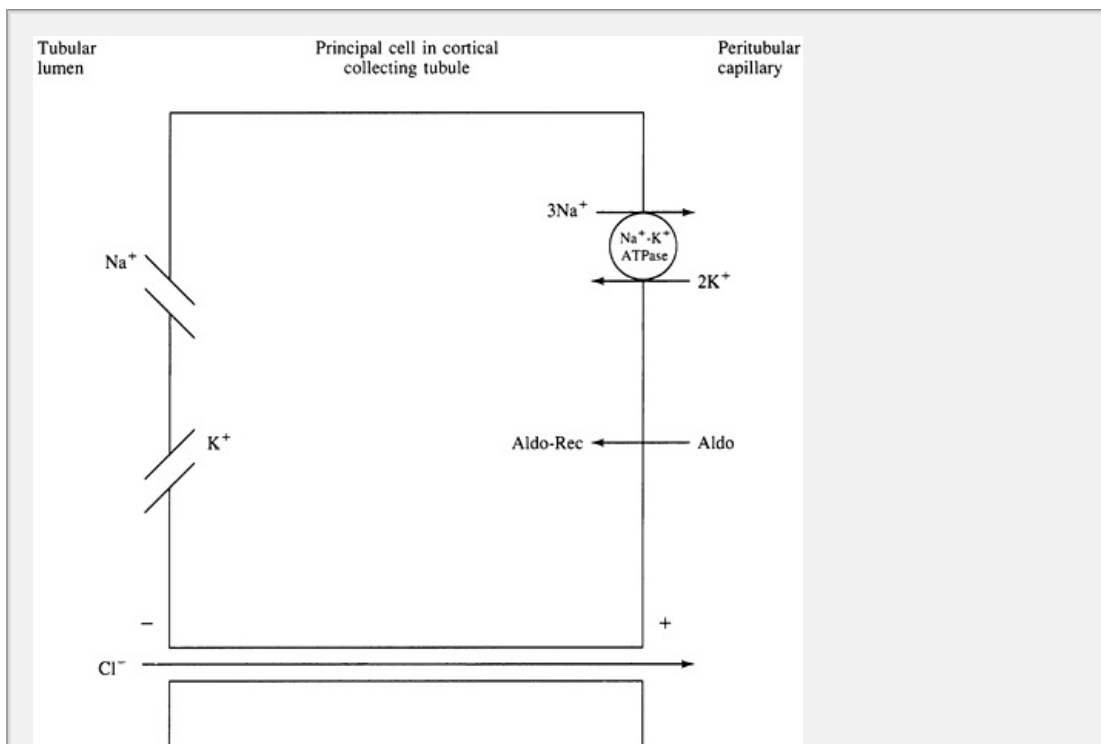 Tubular
lumen
Principal cell in cortical
collecting tubule
Peritubular
capillary
3Na⁺
Na⁺-K⁺
ATPase
Na⁺
2K⁺
K⁺
Aldo-Rec
Aldo
−
+
Cl⁻